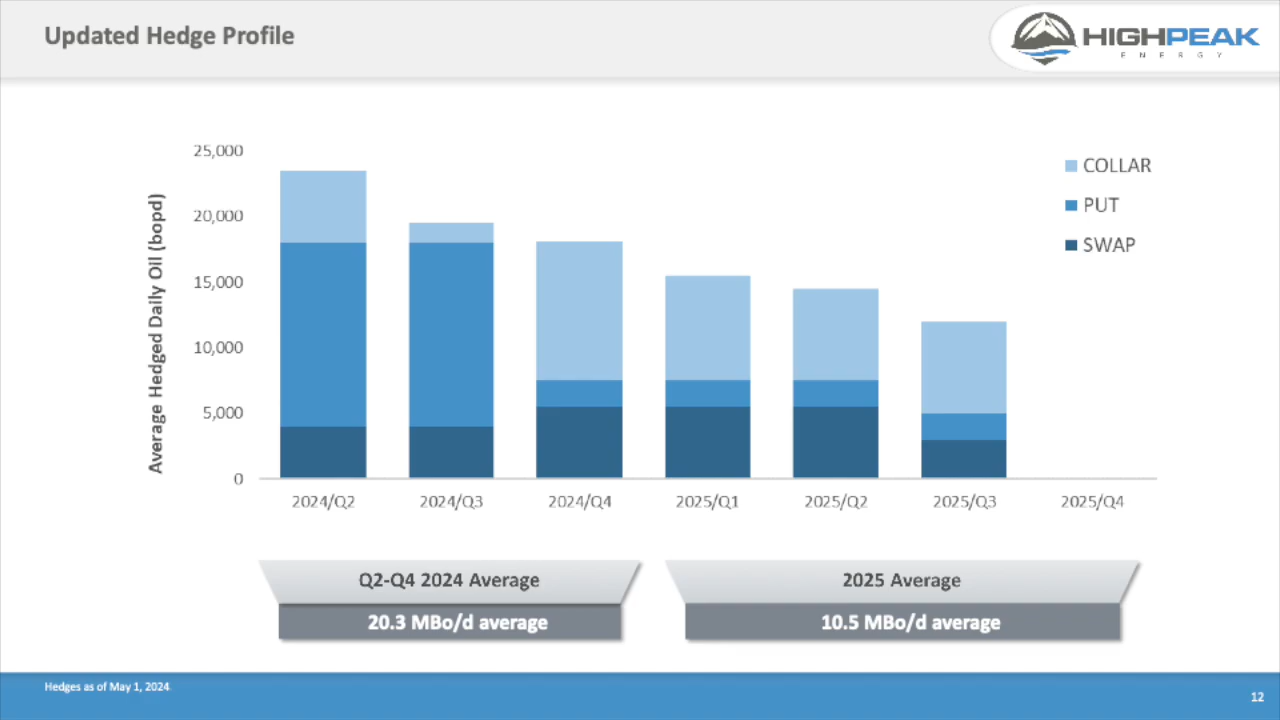 Updated Hedge Profile
HIGHPEAK
ENERGY
25,000
20,000
15,000
10,000
5,000
0
Average Hedged Daily Oil (bopd)
COLLAR
PUT
SWAP
2024/Q2 2024/Q3 2024/Q4 2025/Q1 2025/Q2 2025/Q3 2025/Q4
Q2-Q4 2024 Average
20.3 MBo/d average
2025 Average
10.5 MBo/d average
Hedges as of May 1, 2024
12